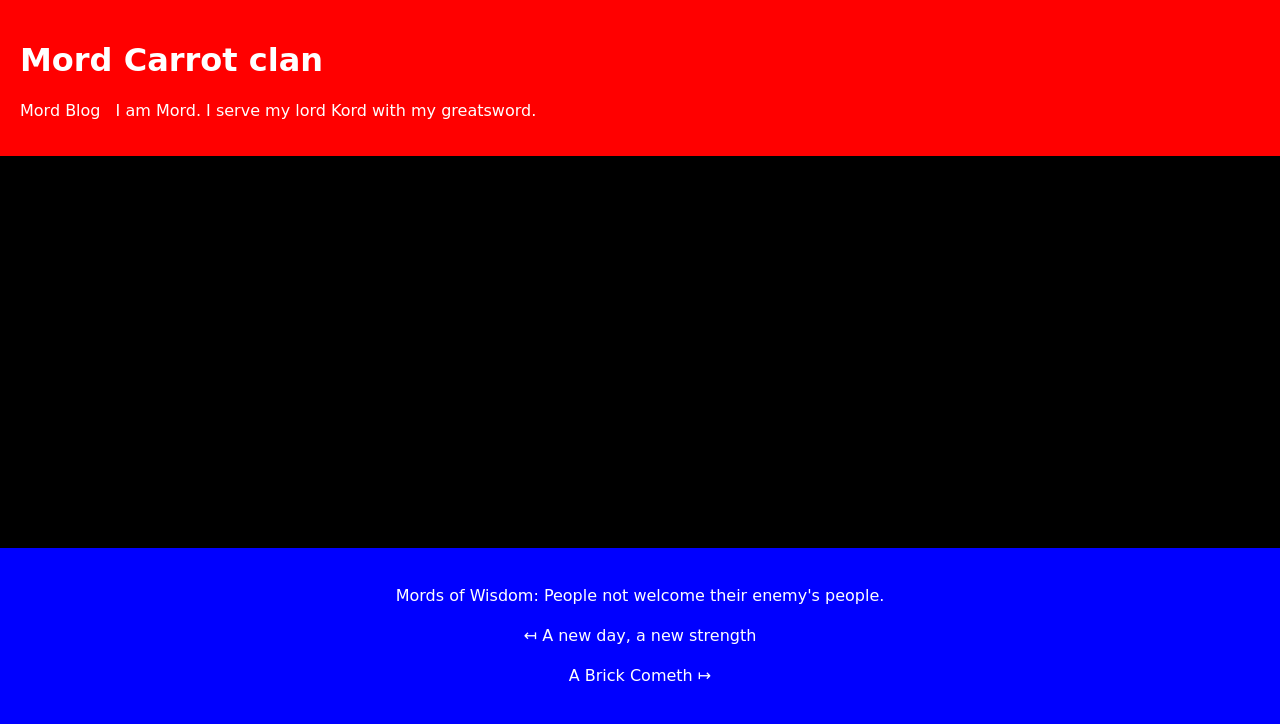 Mord Carrot clan
Mord Blog I am Mord. I serve my lord Kord with my greatsword.
Mords of Wisdom: People not welcome their enemy's people.
↤ A new day, a new strength
A Brick Cometh ↦